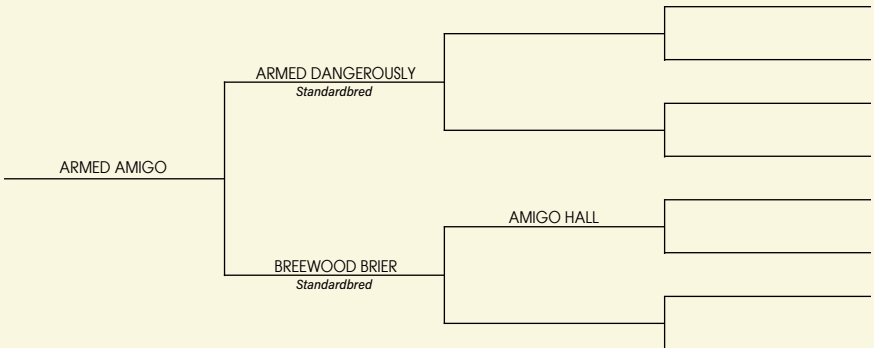 ARMED DANGEROUSLY
Standardbred
ARMED AMIGO
AMIGO HALL
BREEWOOD BRIER
Standardbred